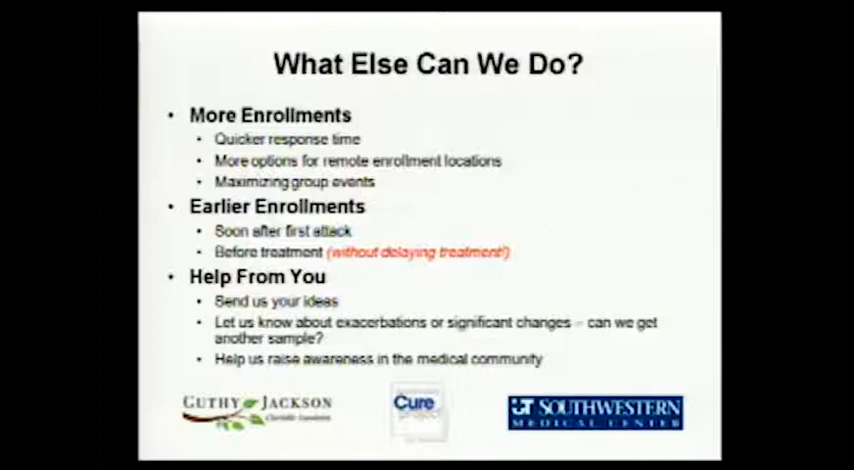 What Else Can We Do?
• More Enrollments
• Quicker response time
• More options for remote enrollment locations
• Maximizing group events
• Earlier Enrollments
• Soon after first attack
• Before treatment (without delaying treatment!)
• Help From You
• Send us your ideas
• Let us know about exacerbations or significant changes – can we get
another sample?
• Help us raise awareness in the medical community
GUTHY JACKSON
Cure
UT SOUTHWESTERN
MEDICAL CENTER